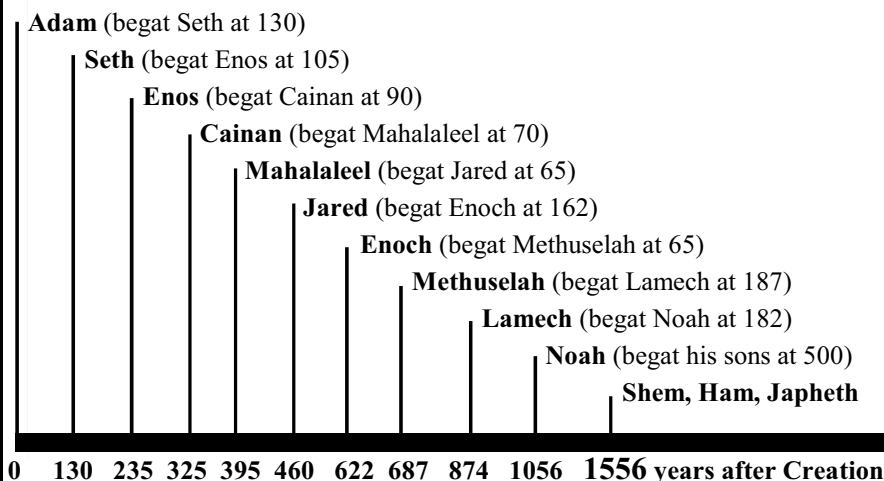 Adam (begat Seth at 130)
Seth (begat Enos at 105)
Enos (begat Cainan at 90)
Cainan (begat Mahalaleel at 70)
Mahalaleel (begat Jared at 65)
Jared (begat Enoch at 162)
Enoch (begat Methuselah at 65)
Methuselah (begat Lamech at 187)
Lamech (begat Noah at 182)
Noah (begat his sons at 500)
Shem, Ham, Japheth
0 130 235 325 395 460 622 687 874 1056 1556 years after Creation